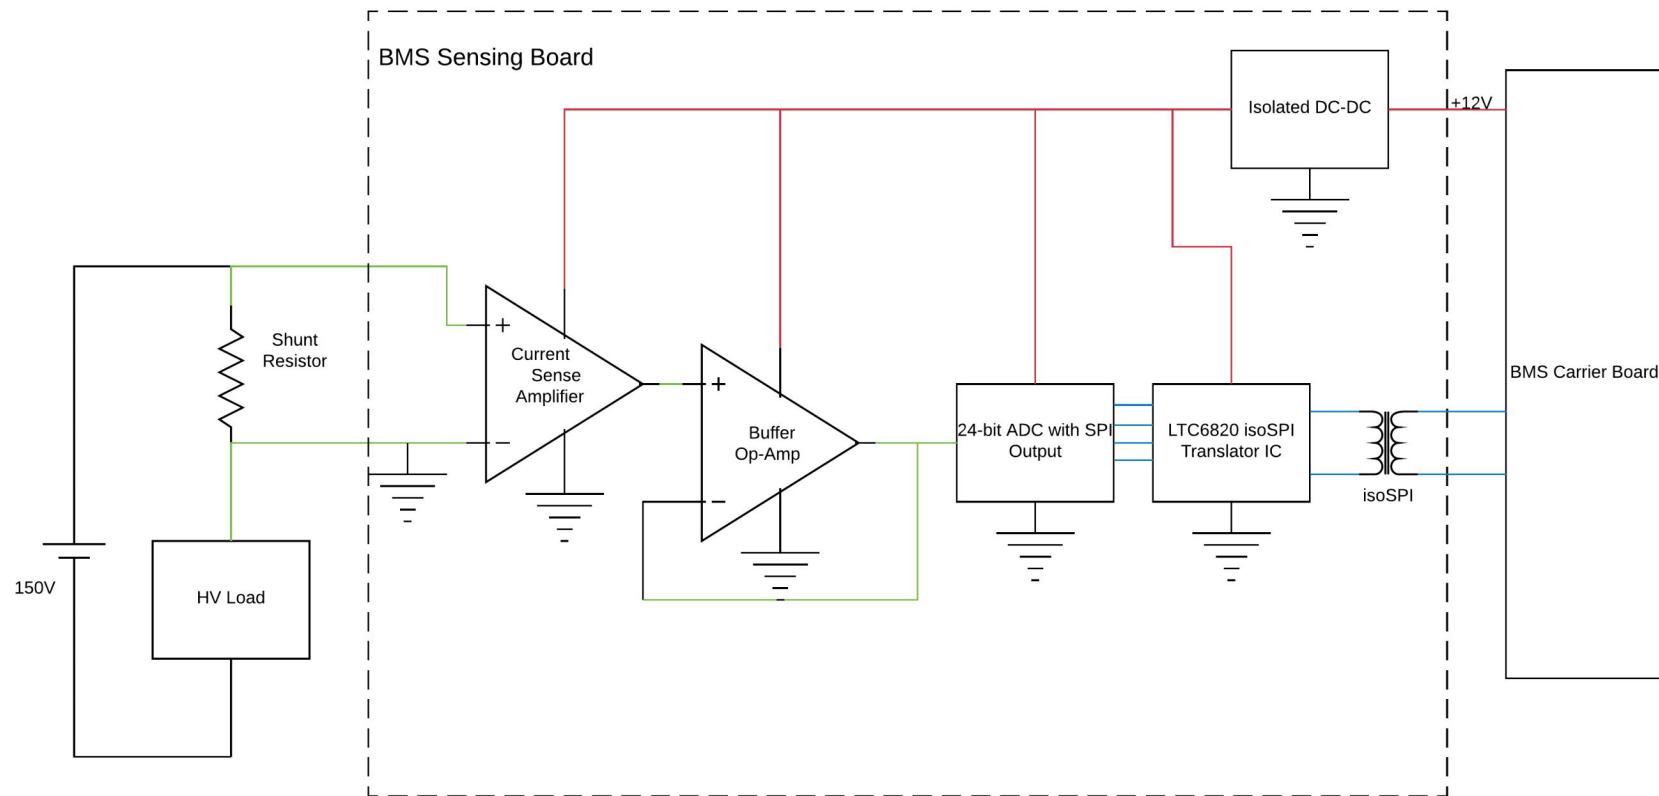 BMS Sensing Board
Isolated DC-DC
+12V
Shunt
Resistor
+
Current
Sense
Amplifier
−
+
Buffer
Op-Amp
−
24-bit ADC with SPI
Output
LTC6820 isoSPI
Translator IC
isoSPI
BMS Carrier Board
150V
HV Load